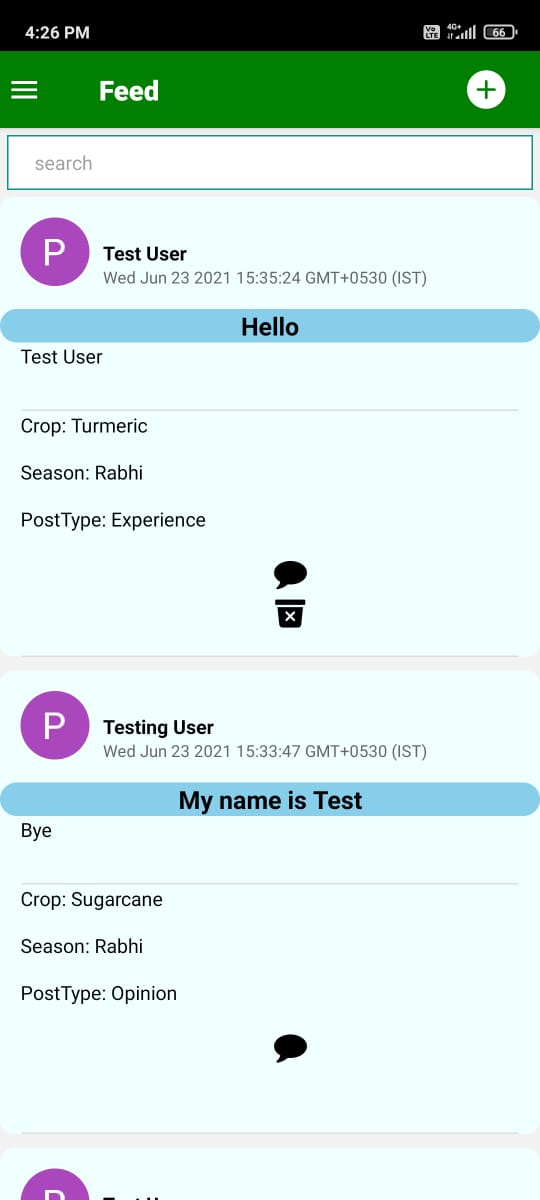 4:26 PM
Vo LTE 4G+ 66
Feed
search
P
Test User
Wed Jun 23 2021 15:35:24 GMT+0530 (IST)
Hello
Test User
Crop: Turmeric
Season: Rabhi
PostType: Experience
P
Testing User
Wed Jun 23 2021 15:33:47 GMT+0530 (IST)
My name is Test
Bye
Crop: Sugarcane
Season: Rabhi
PostType: Opinion